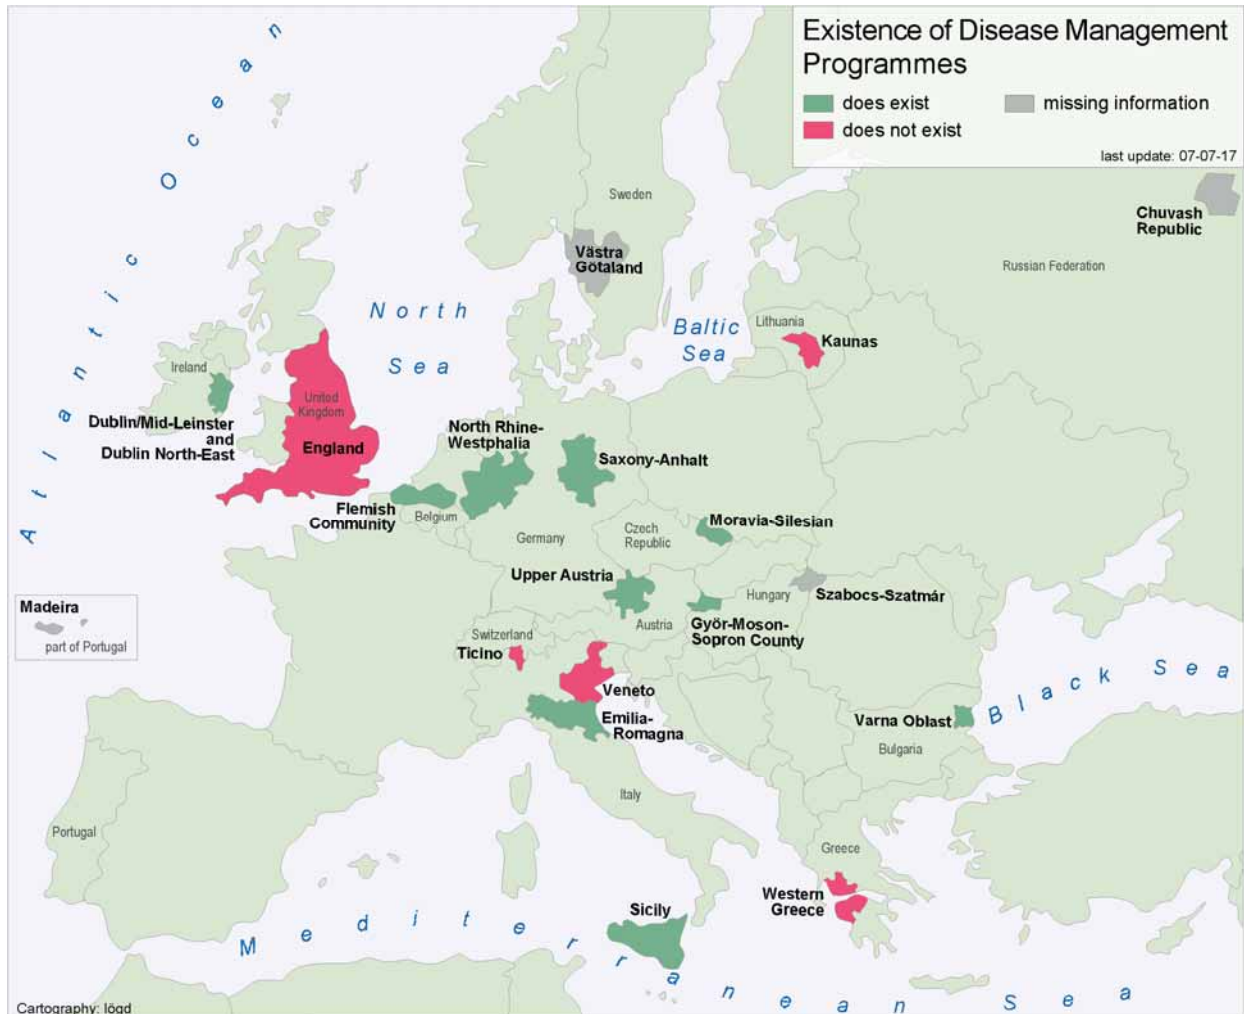 Existence of Disease Management
Programmes
does exist
missing information
does not exist
last update: 07-07-17
Atlantic Ocean
Sweden
Chuvash
Republic
Västra
Götaland
Russian Federation
North
Sea
Baltic
Sea
Lithuania
Kaunas
Ireland
United
Kingdom
Dublin/Mid-Leinster
and
Dublin North-East
England
North Rhine-
Westphalia
Saxony-Anhalt
Flemish
Community
Belgium
Germany
Czech
Republic
Moravia-Silesian
Upper Austria
Hungary
Szabocs-Szatmár
Madeira
part of Portugal
Austria
Györ-Moson-
Sopron County
Switzerland
Ticino
Veneto
Emilia-
Romagna
Black Sea
Varna Oblast
Bulgaria
Italy
Portugal
Greece
Western
Greece
Sicily
Mediterranean Sea
Cartography: lögd